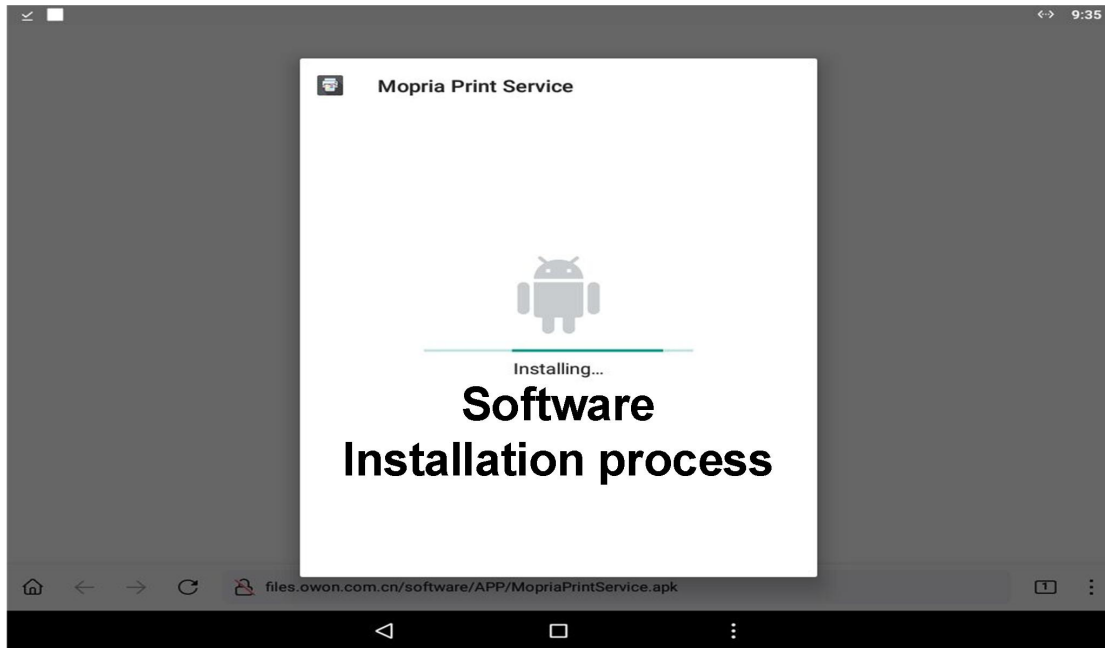 9:35
Mopria Print Service
Installing...
Software
Installation process
files.owon.com.cn/software/APP/MopriaPrintService.apk
1